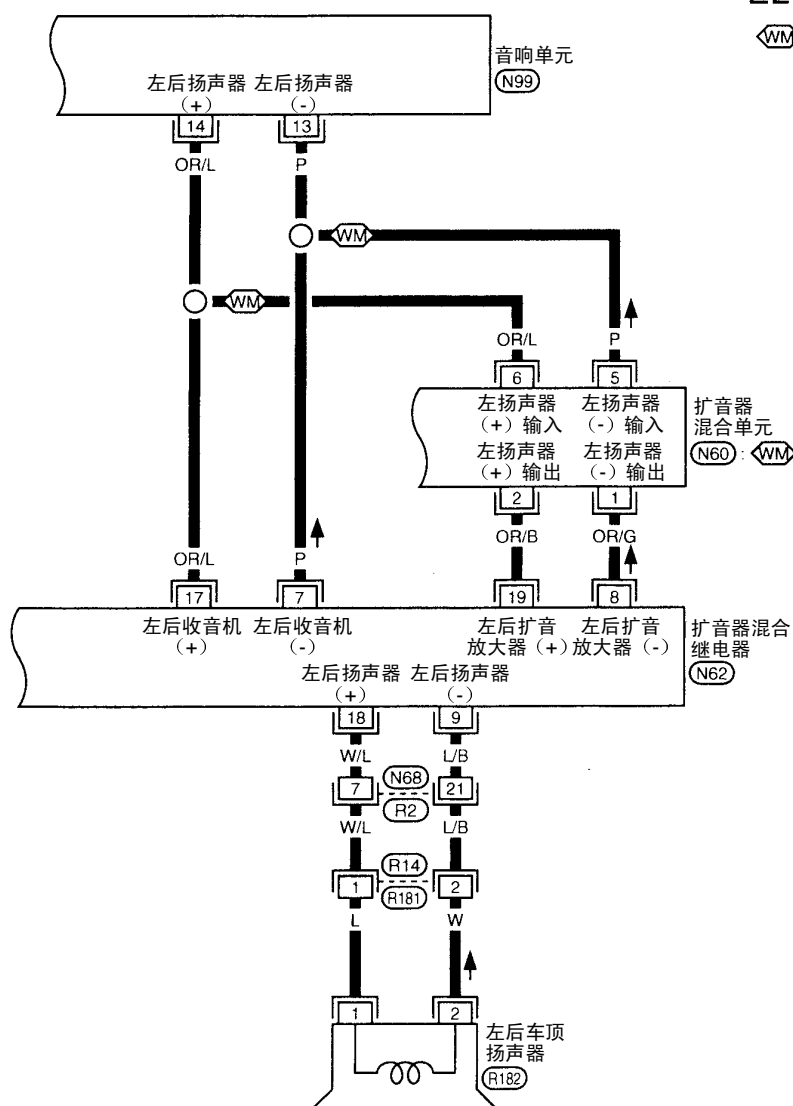 WM
音响单元
N99
左后扬声器 左后扬声器
（+） （-）
14 13
OR/L P
WM
WM
OR/L P
6 5
左扬声器 左扬声器
（+）输入 （-）输入
左扬声器 左扬声器
（+）输出 （-）输出
扩音器
混合单元
N60 : WM
2 1
OR/B OR/G
OR/L P
17 7 19 8
左后收音机 左后收音机 左后扩音 左后扩音
（+） （-） 放大器（+） 放大器（-）
扩音器混合
继电器
N62
左后扬声器 左后扬声器
（+） （-）
18 9
W/L L/B
7 N68 21
R2
W/L L/B
R14
1 2
R181
L W
1 2
左后车顶
扬声器
R182